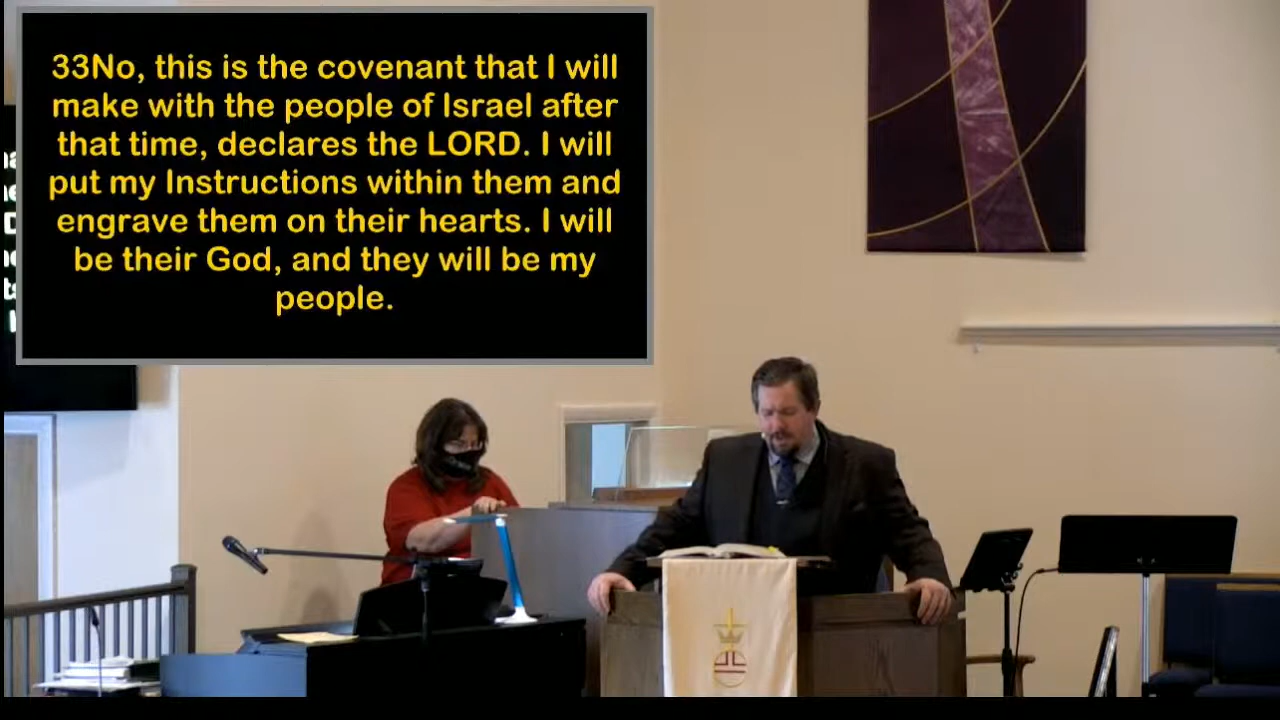 33No, this is the covenant that I will
make with the people of Israel after
that time, declares the LORD. I will
put my Instructions within them and
engrave them on their hearts. I will
be their God, and they will be my
people.